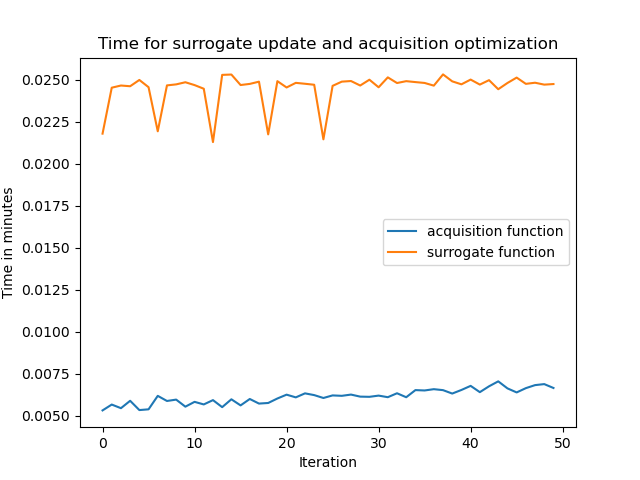 Time for surrogate update and acquisition optimization
0.0250
0.0225
0.0200
0.0175
0.0150
0.0125
0.0100
0.0075
0.0050
Time in minutes
acquisition function
surrogate function
0 10 20 30 40 50
Iteration